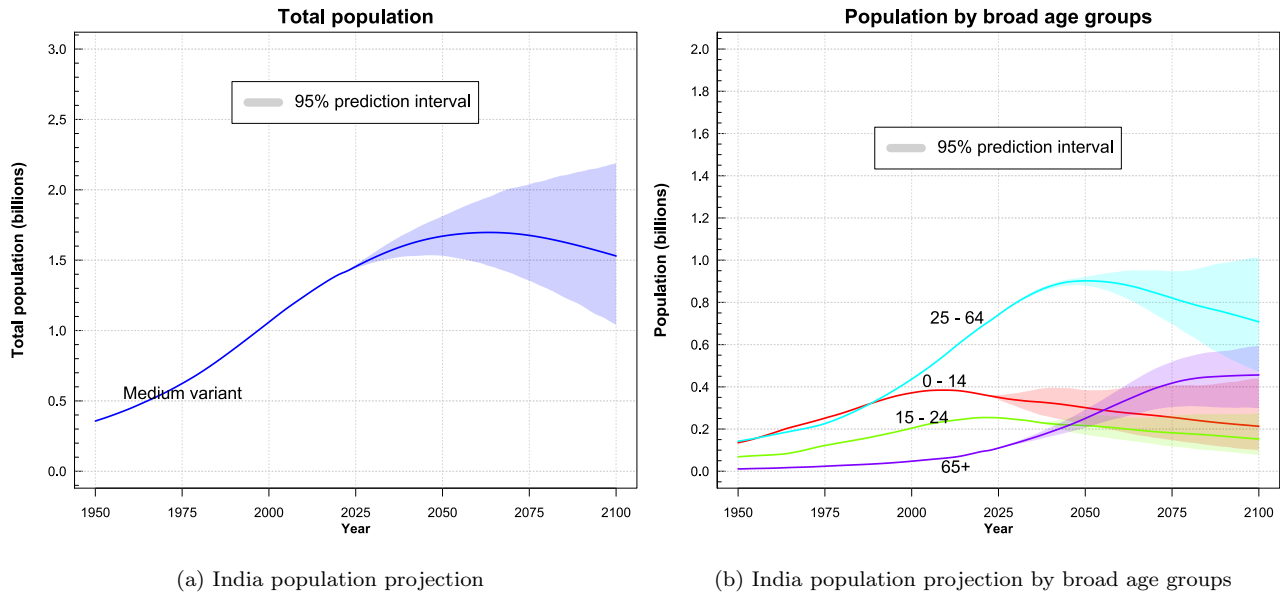 Total population
3.0
2.5
2.0
1.5
1.0
0.5
0.0
Total population (billions)
95% prediction interval
Medium variant
1950 1975 2000 2025 2050 2075 2100
Year
(a) India population projection
Population by broad age groups
2.0
1.8
1.6
1.4
1.2
1.0
0.8
0.6
0.4
0.2
0.0
Population (billions)
95% prediction interval
25 - 64
0 - 14
15 - 24
65+
1950 1975 2000 2025 2050 2075 2100
Year
(b) India population projection by broad age groups